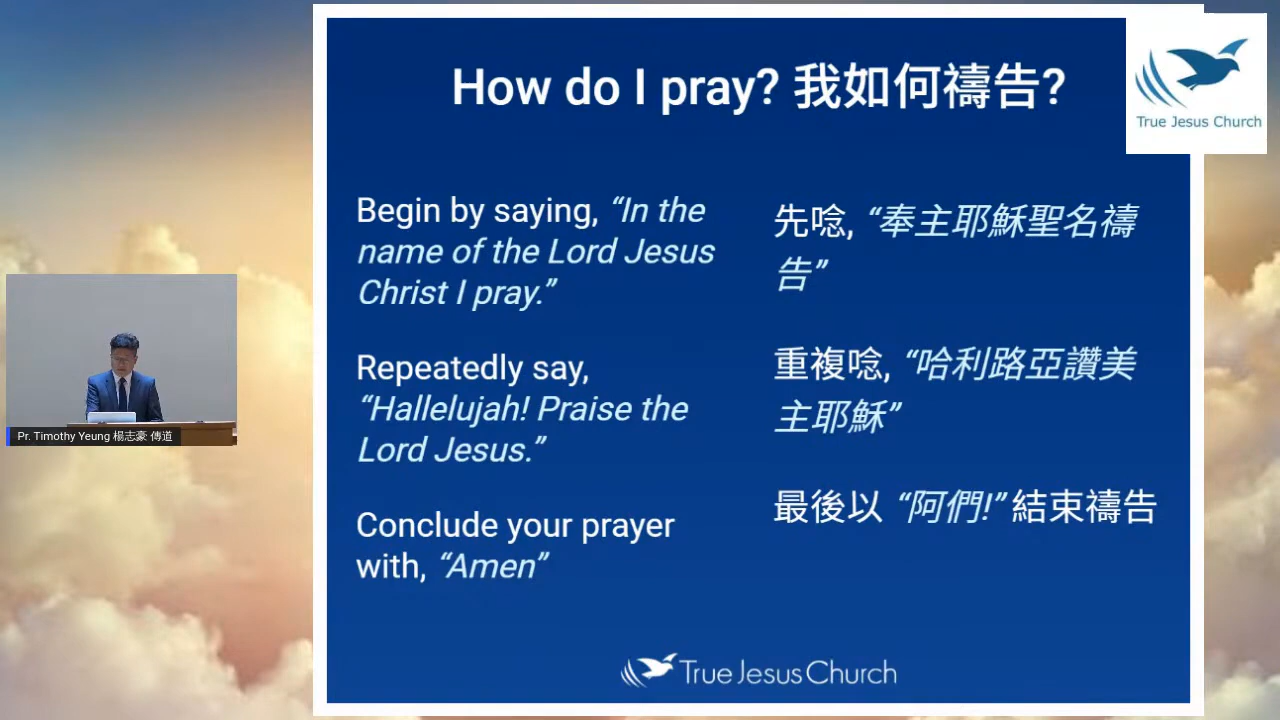 How do I pray? 我如何禱告?
True Jesus Church
Begin by saying, “In the
name of the Lord Jesus
Christ I pray.”
Repeatedly say,
“Hallelujah! Praise the
Lord Jesus.”
Conclude your prayer
with, “Amen”
先唸, “奉主耶穌聖名禱
告”
重複唸, “哈利路亞讚美
主耶穌”
最後以 “阿們!” 結束禱告
Pr. Timothy Yeung 楊志豪 傳道
True Jesus Church